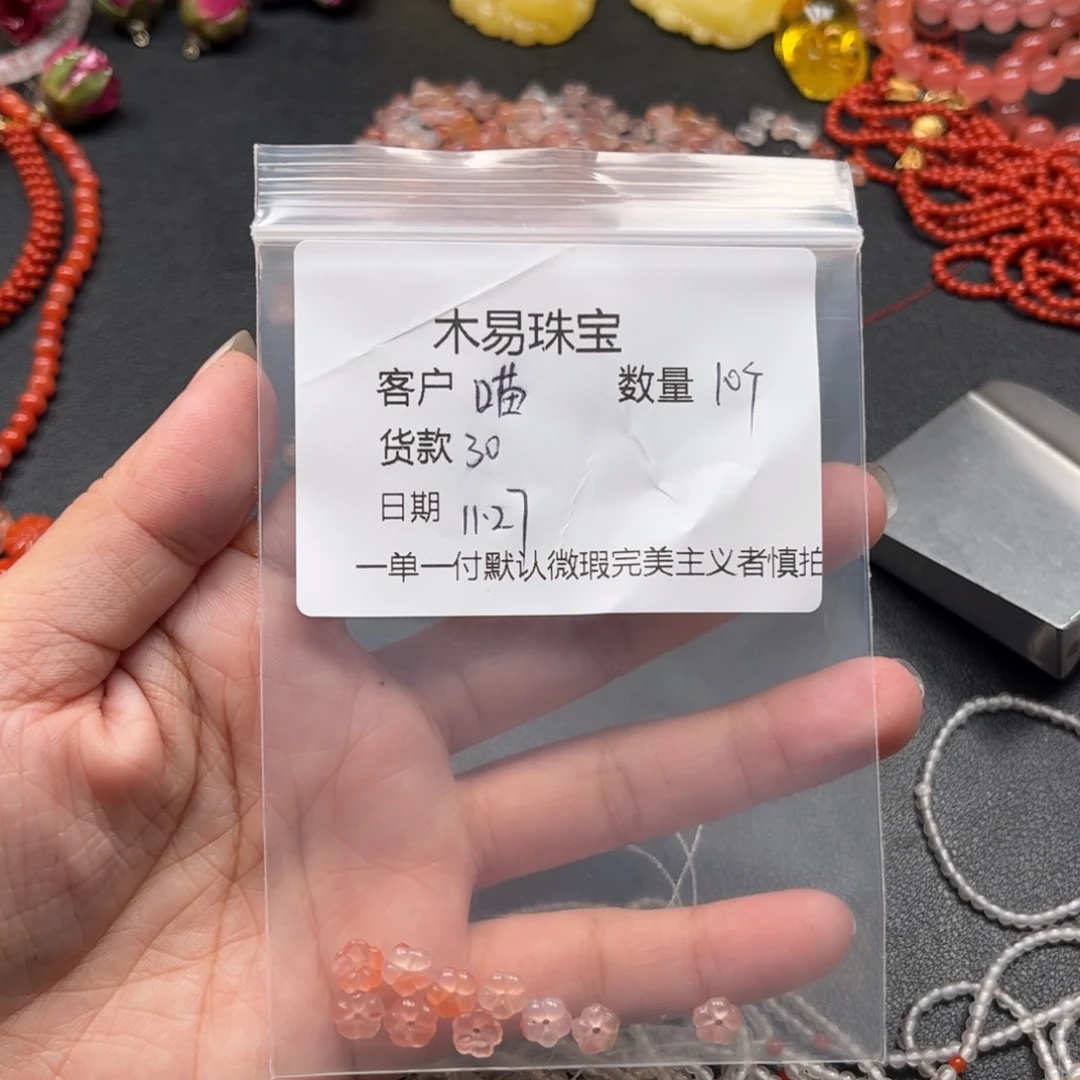 木易珠宝
客户 喵 数量 10个
货款 30
日期 11.27
一单一付默认微瑕完美主义者慎拍